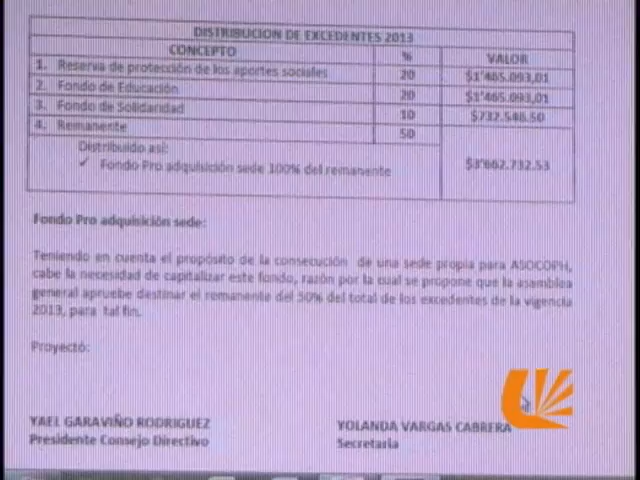 DISTRIBUCION DE EXCEDENTES 2013
CONCEPTO % VALOR
1. Reserva de protección de los aportes sociales 20 $1'465.093,01
2. Fondo de Educación 20 $1'465.093,01
3. Fondo de Solidaridad 10 $732.546.50
4. Remanente 50
Distribuido así:
✓ Fondo Pro adquisición sede 100% del remanente $3'662.732.53
Fondo Pro adquisición sede:
Teniendo en cuenta el propósito de la consecución de una sede propia para ASOCOPH,
cabe la necesidad de capitalizar este fondo, razón por la cual se propone que la asamblea
general apruebe destinar el remanente del 50% del total de los excedentes de la vigencia
2013, para tal fin.
Proyectó:
YAEL GARAVIÑO RODRIGUEZ YOLANDA VARGAS CABRERA
Presidente Consejo Directivo Secretaria